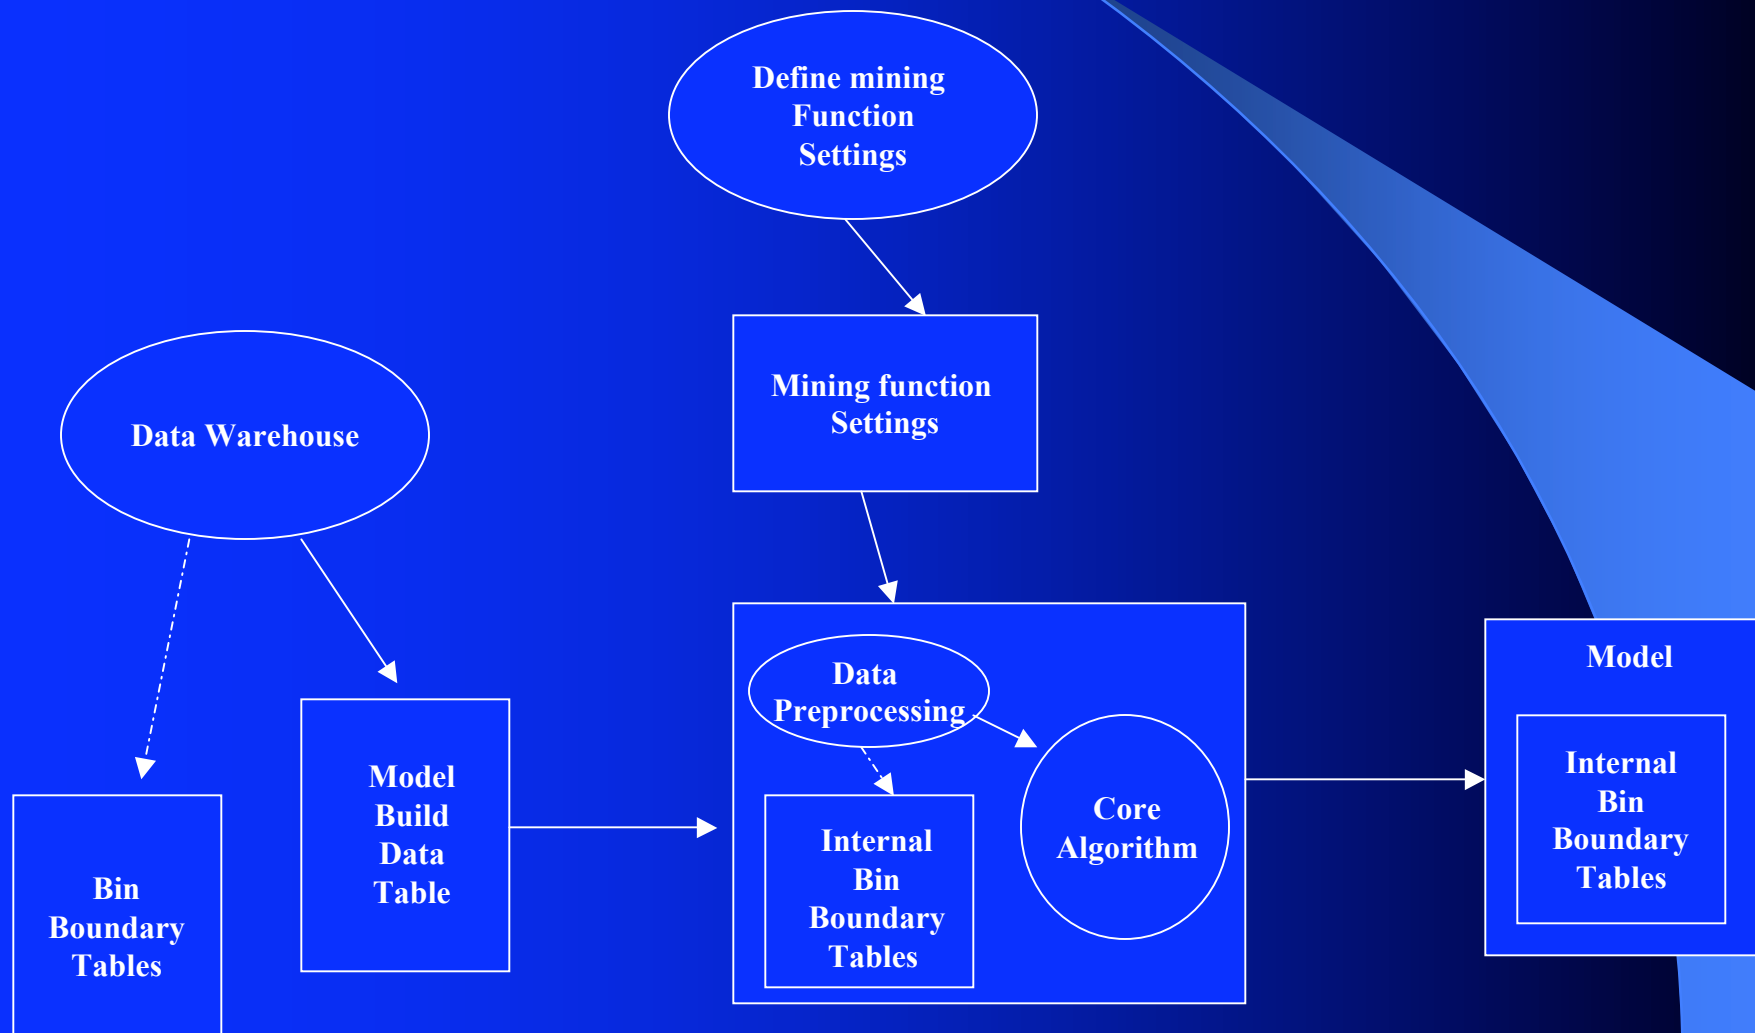 Define mining
Function
Settings
Mining function
Settings
Data Warehouse
Bin
Boundary
Tables
Model
Build
Data
Table
Data
Preprocessing
Internal
Bin
Boundary
Tables
Core
Algorithm
Model
Internal
Bin
Boundary
Tables